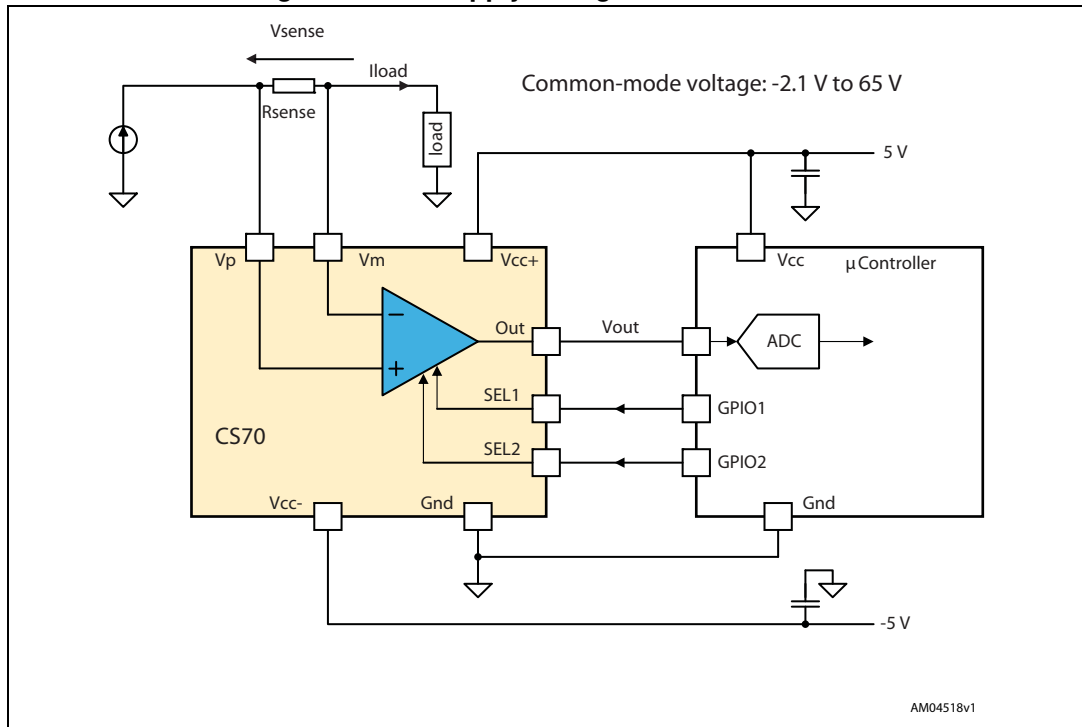 Vsense
Iload
Common-mode voltage: -2.1 V to 65 V
Rsense
load
5 V
Vp
Vm
Vcc+
Vcc
μController
Out
Vout
ADC
SEL1
GPIO1
CS70
SEL2
GPIO2
Vcc-
Gnd
Gnd
-5 V
AM04518v1